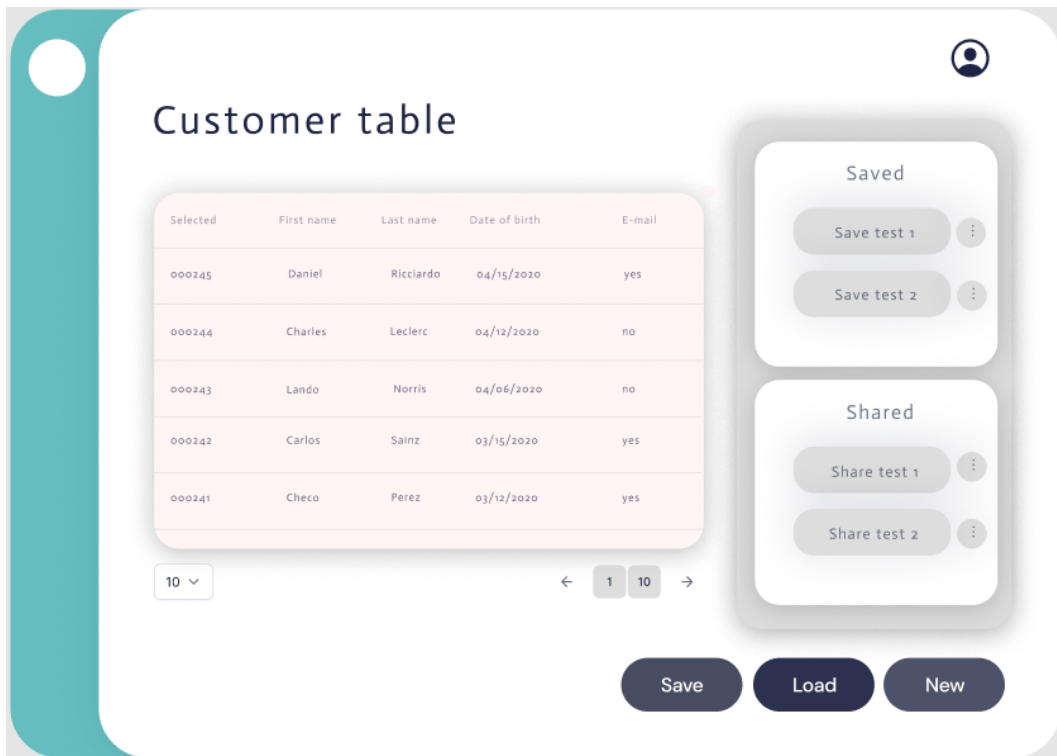 Customer table
Selected First name Last name Date of birth E-mail
000245 Daniel Ricciardo 04/15/2020 yes
000244 Charles Leclerc 04/12/2020 no
000243 Lando Norris 04/06/2020 no
000242 Carlos Sainz 03/15/2020 yes
000241 Checo Perez 03/12/2020 yes
10
1 10
Saved
Save test 1
Save test 2
Shared
Share test 1
Share test 2
Save Load New